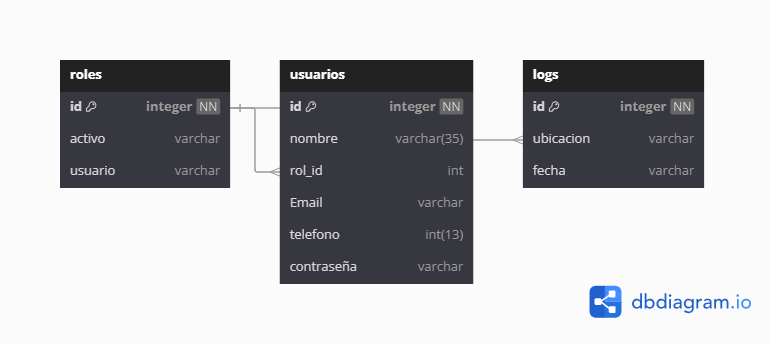 roles
id integer NN
activo varchar
usuario varchar
usuarios
id integer NN
nombre varchar(35)
rol_id int
Email varchar
telefono int(13)
contraseña varchar
logs
id integer NN
ubicacion varchar
fecha varchar
dbdiagram.io